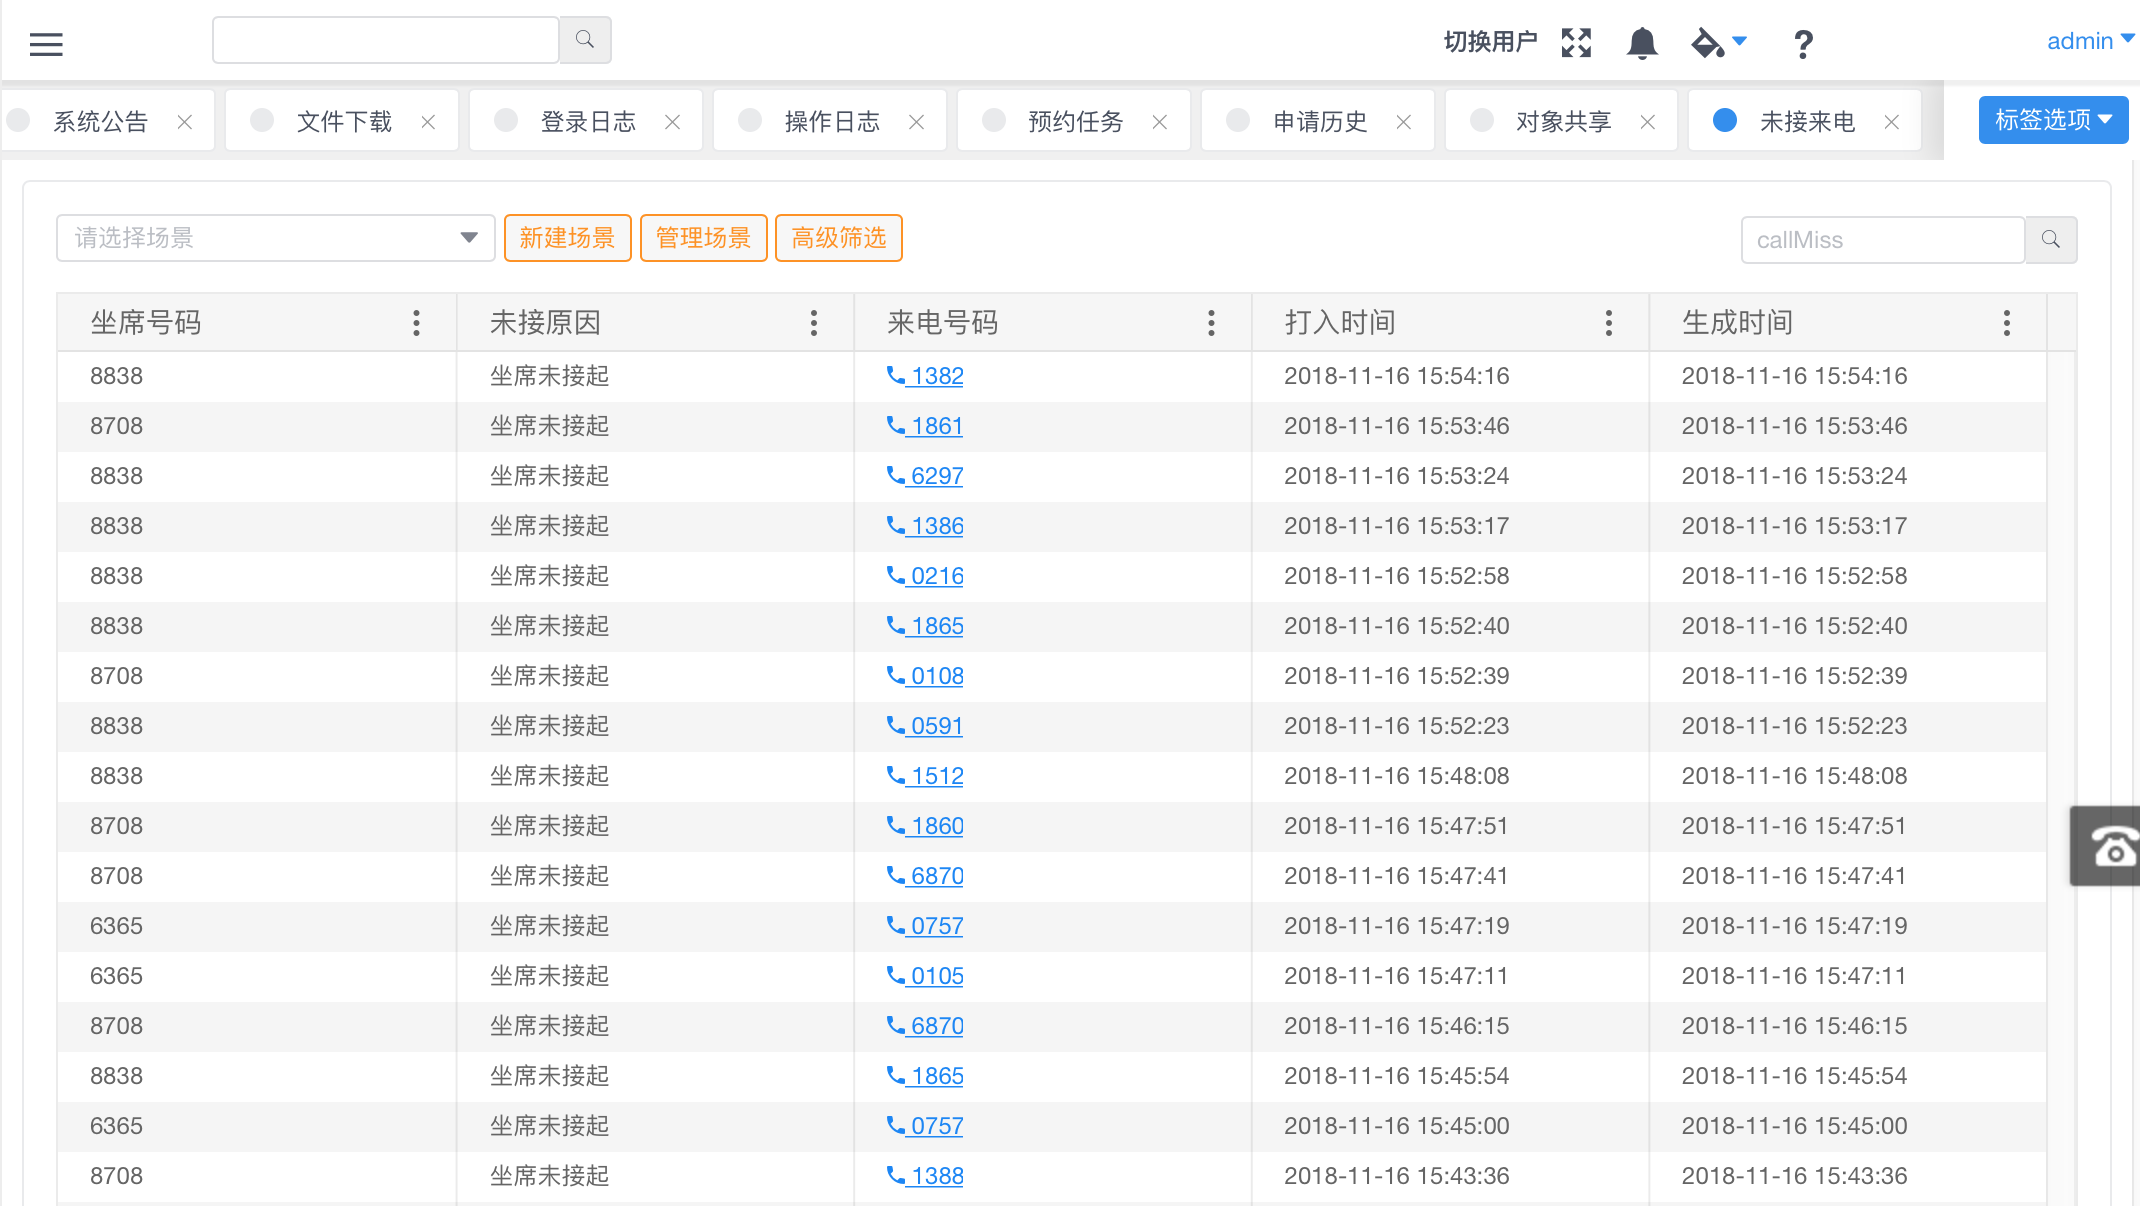 切换用户 ? admin
系统公告 文件下载 登录日志 操作日志 预约任务 申请历史 对象共享 未接来电 标签选项
请选择场景 新建场景 管理场景 高级筛选 callMiss
坐席号码 未接原因 来电号码 打入时间 生成时间
8838 坐席未接起 1382 2018-11-16 15:54:16 2018-11-16 15:54:16
8708 坐席未接起 1861 2018-11-16 15:53:46 2018-11-16 15:53:46
8838 坐席未接起 6297 2018-11-16 15:53:24 2018-11-16 15:53:24
8838 坐席未接起 1386 2018-11-16 15:53:17 2018-11-16 15:53:17
8838 坐席未接起 0216 2018-11-16 15:52:58 2018-11-16 15:52:58
8838 坐席未接起 1865 2018-11-16 15:52:40 2018-11-16 15:52:40
8708 坐席未接起 0108 2018-11-16 15:52:39 2018-11-16 15:52:39
8838 坐席未接起 0591 2018-11-16 15:52:23 2018-11-16 15:52:23
8838 坐席未接起 1512 2018-11-16 15:48:08 2018-11-16 15:48:08
8708 坐席未接起 1860 2018-11-16 15:47:51 2018-11-16 15:47:51
8708 坐席未接起 6870 2018-11-16 15:47:41 2018-11-16 15:47:41
6365 坐席未接起 0757 2018-11-16 15:47:19 2018-11-16 15:47:19
6365 坐席未接起 0105 2018-11-16 15:47:11 2018-11-16 15:47:11
8708 坐席未接起 6870 2018-11-16 15:46:15 2018-11-16 15:46:15
8838 坐席未接起 1865 2018-11-16 15:45:54 2018-11-16 15:45:54
6365 坐席未接起 0757 2018-11-16 15:45:00 2018-11-16 15:45:00
8708 坐席未接起 1388 2018-11-16 15:43:36 2018-11-16 15:43:36